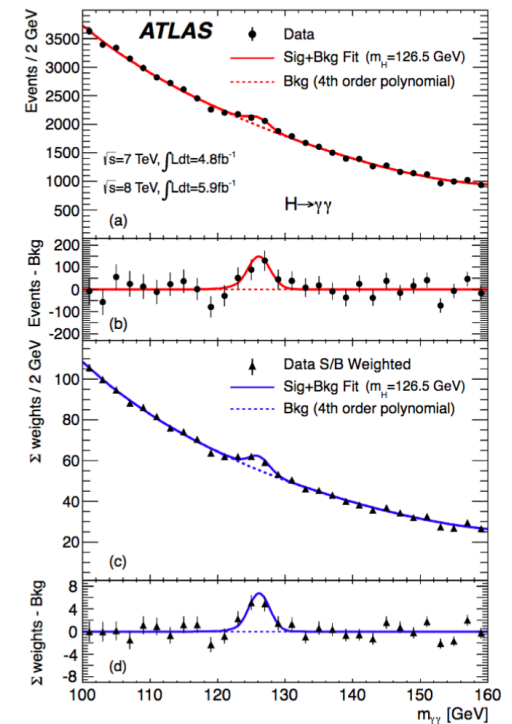 ATLAS
Data
Sig+Bkg Fit (m_H=126.5 GeV)
Bkg (4th order polynomial)
Events / 2 GeV
3500
3000
2500
2000
1500
1000
500
√s=7 TeV, ∫Ldt=4.8fb⁻¹
√s=8 TeV, ∫Ldt=5.9fb⁻¹
H→γγ
(a)
Events - Bkg
200
100
0
-100
-200
(b)
Data S/B Weighted
Sig+Bkg Fit (m_H=126.5 GeV)
Bkg (4th order polynomial)
Σ weights / 2 GeV
100
80
60
40
20
(c)
Σ weights - Bkg
8
4
0
-4
-8
(d)
100 110 120 130 140 150 160
m_γγ [GeV]